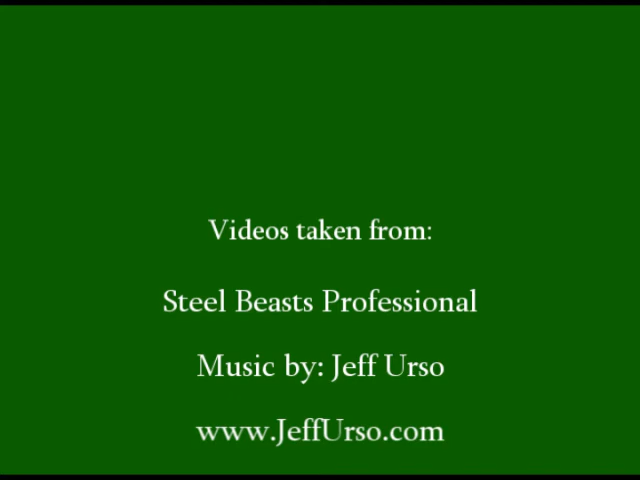 Videos taken from:
Steel Beasts Professional
Music by: Jeff Urso
www.JeffUrso.com